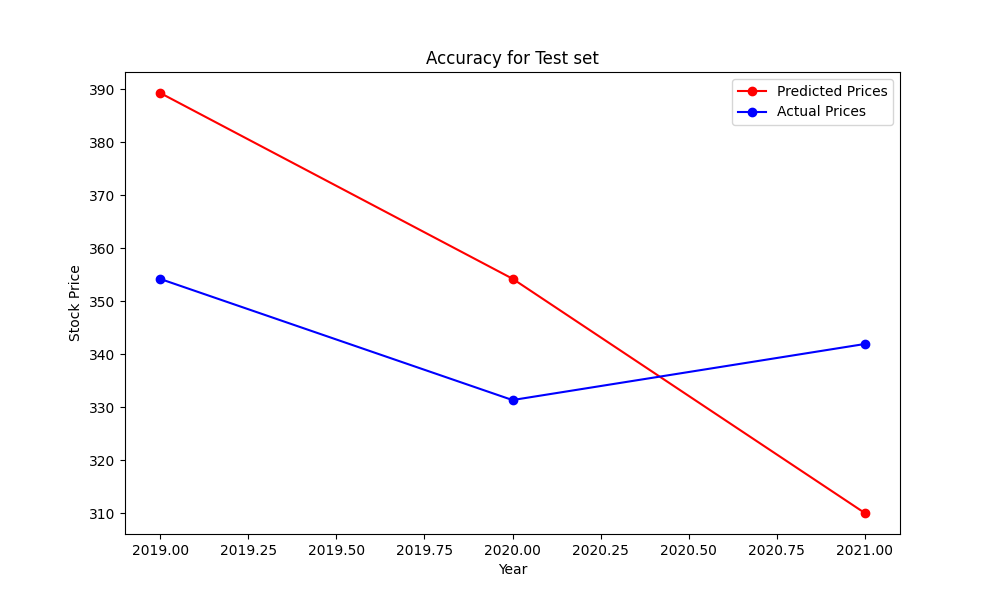 Accuracy for Test set
Predicted Prices
Actual Prices
390
380
370
360
350
340
330
320
310
Stock Price
2019.00 2019.25 2019.50 2019.75 2020.00 2020.25 2020.50 2020.75 2021.00
Year